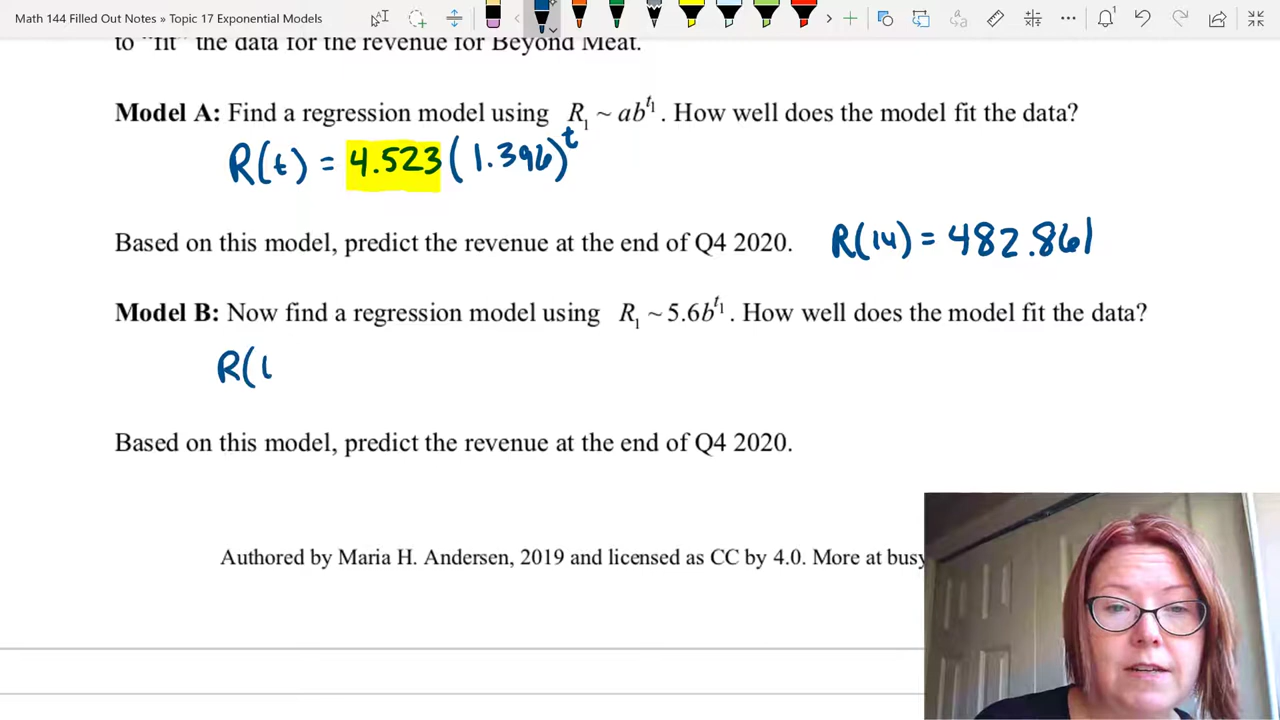 Math 144 Filled Out Notes » Topic 17 Exponential Models
to "fit" the data for the revenue for Beyond Meat.
Model A: Find a regression model using R₁ ~ ab^t₁. How well does the model fit the data?
R(t) = 4.523(1.396)^t
Based on this model, predict the revenue at the end of Q4 2020. R(14) = 482.861
Model B: Now find a regression model using R₁ ~ 5.6b^t₁. How well does the model fit the data?
R(
Based on this model, predict the revenue at the end of Q4 2020.
Authored by Maria H. Andersen, 2019 and licensed as CC by 4.0. More at busy